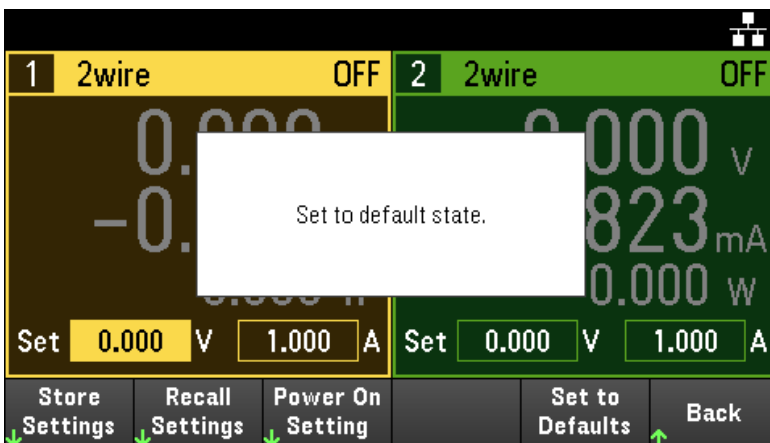 1 2wire OFF 2 2wire OFF
0.000 V
823 mA
0.000 W
Set to default state.
Set 0.000 V 1.000 A Set 0.000 V 1.000 A
Store Settings Recall Settings Power On Setting Set to Defaults Back